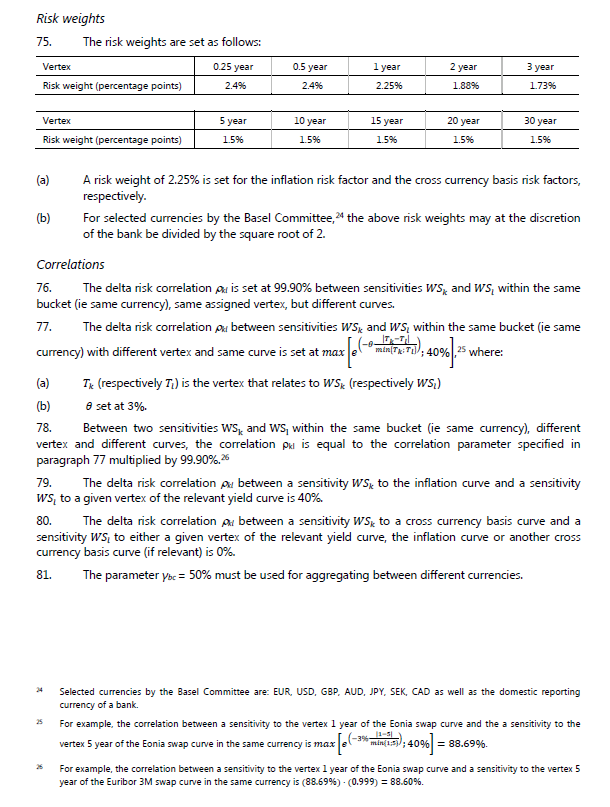 Risk weights
75. The risk weights are set as follows:
Vertex 0.25 year 0.5 year 1 year 2 year 3 year
Risk weight (percentage points) 2.4% 2.4% 2.25% 1.88% 1.73%
Vertex 5 year 10 year 15 year 20 year 30 year
Risk weight (percentage points) 1.5% 1.5% 1.5% 1.5% 1.5%
(a) A risk weight of 2.25% is set for the inflation risk factor and the cross currency basis risk factors,
respectively.
(b) For selected currencies by the Basel Committee,²⁴ the above risk weights may at the discretion
of the bank be divided by the square root of 2.
Correlations
76. The delta risk correlation ρₖₗ is set at 99.90% between sensitivities WSₖ and WSₗ within the same
bucket (ie same currency), same assigned vertex, but different curves.
77. The delta risk correlation ρₖₗ between sensitivities WSₖ and WSₗ within the same bucket (ie same
currency) with different vertex and same curve is set at max[e^(−θ·|Tₖ−Tₗ|/min{Tₖ;Tₗ}); 40%],²⁵ where:
(a) Tₖ (respectively Tₗ) is the vertex that relates to WSₖ (respectively WSₗ)
(b) θ set at 3%.
78. Between two sensitivities WSₖ and WSₗ within the same bucket (ie same currency), different
vertex and different curves, the correlation ρₖₗ is equal to the correlation parameter specified in
paragraph 77 multiplied by 99.90%.²⁶
79. The delta risk correlation ρₖₗ between a sensitivity WSₖ to the inflation curve and a sensitivity
WSₗ to a given vertex of the relevant yield curve is 40%.
80. The delta risk correlation ρₖₗ between a sensitivity WSₖ to a cross currency basis curve and a
sensitivity WSₗ to either a given vertex of the relevant yield curve, the inflation curve or another cross
currency basis curve (if relevant) is 0%.
81. The parameter γbc = 50% must be used for aggregating between different currencies.
²⁴ Selected currencies by the Basel Committee are: EUR, USD, GBP, AUD, JPY, SEK, CAD as well as the domestic reporting
currency of a bank.
²⁵ For example, the correlation between a sensitivity to the vertex 1 year of the Eonia swap curve and the a sensitivity to the
vertex 5 year of the Eonia swap curve in the same currency is max[e^(−3%·|1−5|/min{1;5}); 40%] = 88.69%.
²⁶ For example, the correlation between a sensitivity to the vertex 1 year of the Eonia swap curve and a sensitivity to the vertex 5
year of the Euribor 3M swap curve in the same currency is (88.69%) · (0.999) = 88.60%.